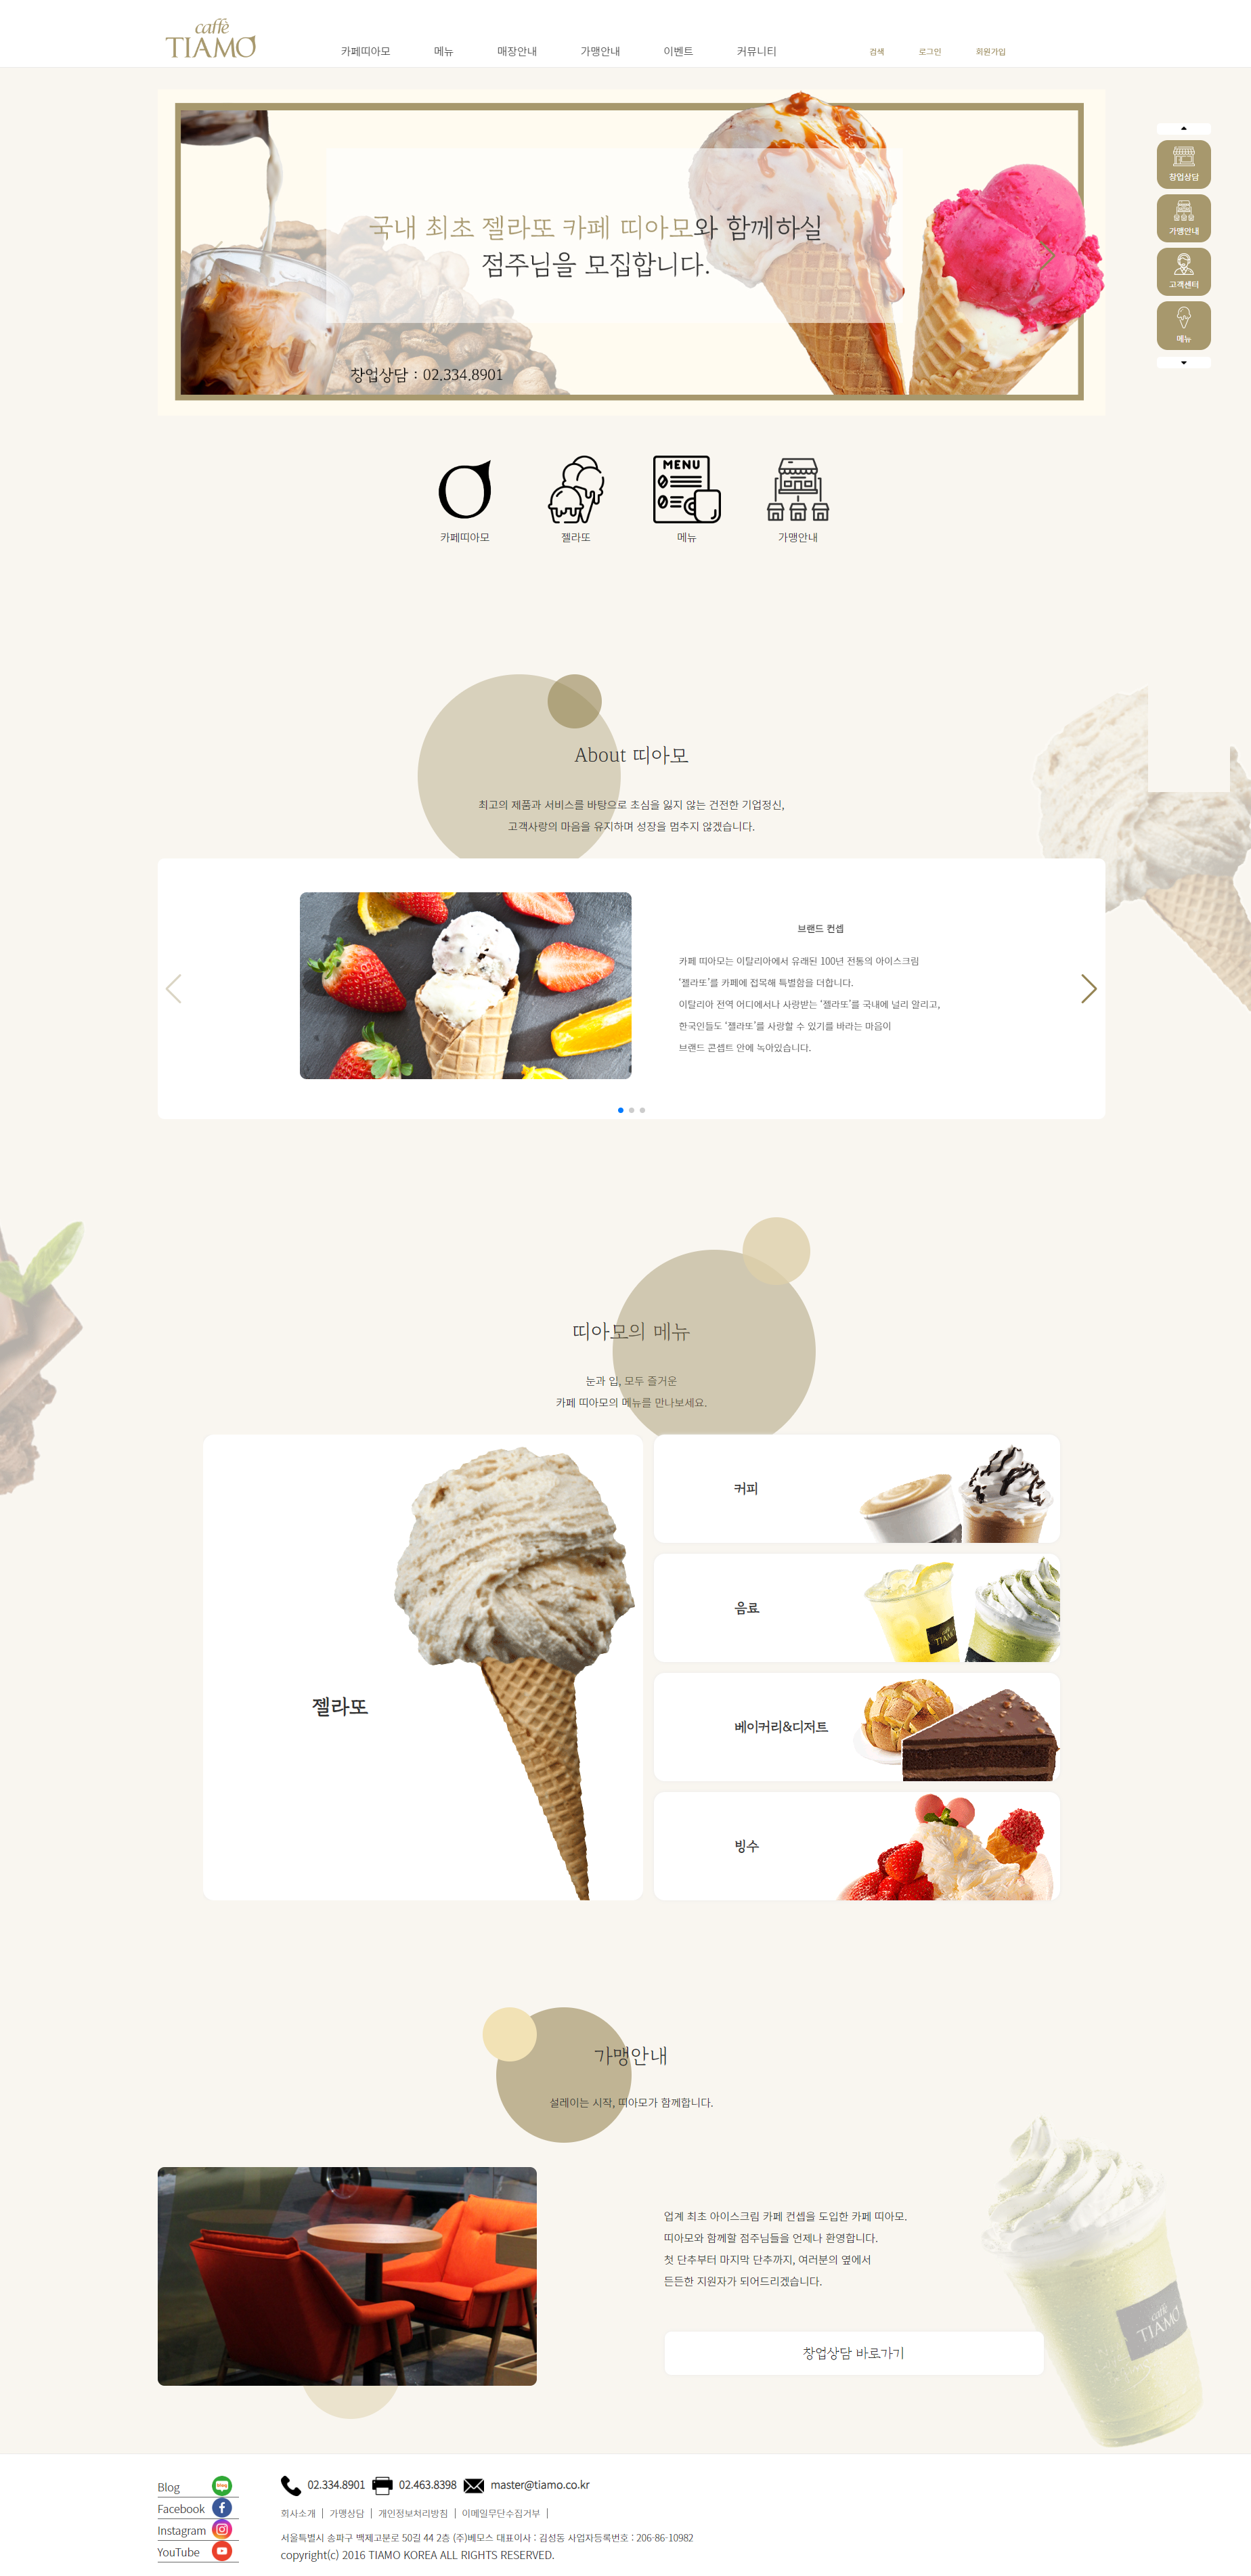 caffè
TIAMO
카페띠아모 메뉴 매장안내 가맹안내 이벤트 커뮤니티 검색 로그인 회원가입
국내 최초 젤라또 카페 띠아모와 함께하실
점주님을 모집합니다.
창업상담 : 02.334.8901
창업상담
가맹안내
고객센터
메뉴
MENU
카페띠아모 젤라또 메뉴 가맹안내
About 띠아모
최고의 제품과 서비스를 바탕으로 초심을 잃지 않는 건전한 기업정신,
고객사랑의 마음을 유지하며 성장을 멈추지 않겠습니다.
브랜드 컨셉
카페 띠아모는 이탈리아에서 유래된 100년 전통의 아이스크림
‘젤라또’를 카페에 접목해 특별함을 더합니다.
이탈리아 전역 어디에서나 사랑받는 ‘젤라또’를 국내에 널리 알리고,
한국인들도 ‘젤라또’를 사랑할 수 있기를 바라는 마음이
브랜드 콘셉트 안에 녹아있습니다.
띠아모의 메뉴
눈과 입, 모두 즐거운
카페 띠아모의 메뉴를 만나보세요.
젤라또
커피
음료
caffè
TIAMO
베이커리&디저트
빙수
가맹안내
설레이는 시작, 띠아모가 함께합니다.
업계 최초 아이스크림 카페 컨셉을 도입한 카페 띠아모.
띠아모와 함께할 점주님들을 언제나 환영합니다.
첫 단추부터 마지막 단추까지, 여러분의 옆에서
든든한 지원자가 되어드리겠습니다.
창업상담 바로가기
caffè
TIAMO
Blog
Facebook
Instagram
YouTube
02.334.8901 02.463.8398 master@tiamo.co.kr
회사소개 | 가맹상담 | 개인정보처리방침 | 이메일무단수집거부 |
서울특별시 송파구 백제고분로 50길 44 2층 (주)베모스 대표이사 : 김성동 사업자등록번호 : 206-86-10982
copyright(c) 2016 TIAMO KOREA ALL RIGHTS RESERVED.